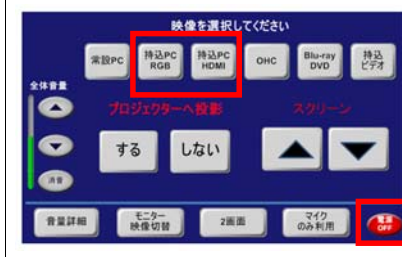 映像を選択してください
常設PC
持込PC
RGB
持込PC
HDMI
OHC
Blu-ray
DVD
持込
ビデオ
全体音量
プロジェクターへ投影
スクリーン
する
しない
消音
音量詳細
モニター
映像切替
2画面
マイク
のみ利用
電源
OFF